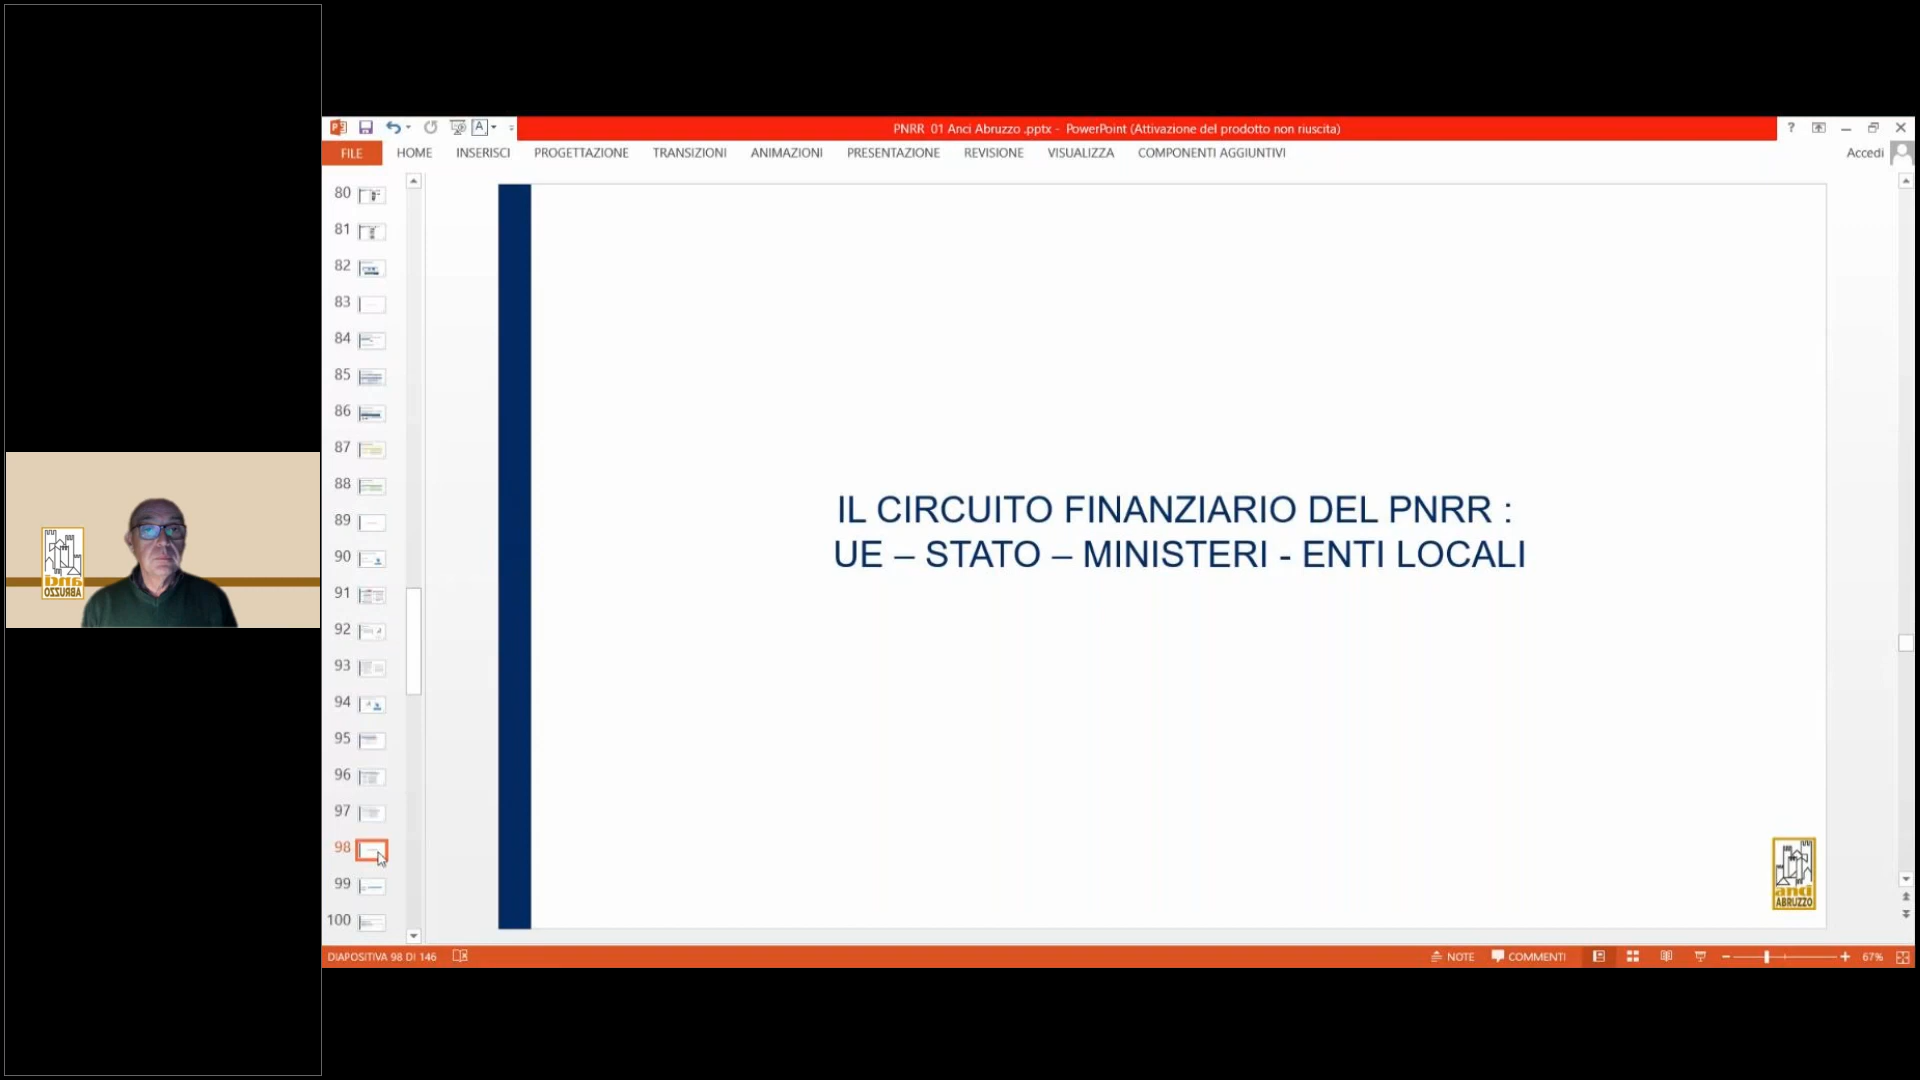 PNRR 01 Anci Abruzzo .pptx - PowerPoint (Attivazione del prodotto non riuscita)
FILE HOME INSERISCI PROGETTAZIONE TRANSIZIONI ANIMAZIONI PRESENTAZIONE REVISIONE VISUALIZZA COMPONENTI AGGIUNTIVI Accedi
80
81
82
83
84
85
86
87
88
89
90
91
92
93
94
95
96
97
98
99
100
IL CIRCUITO FINANZIARIO DEL PNRR :
UE – STATO – MINISTERI - ENTI LOCALI
anci
ABRUZZO
anci
ABRUZZO
DIAPOSITIVA 98 DI 146 NOTE COMMENTI 67%